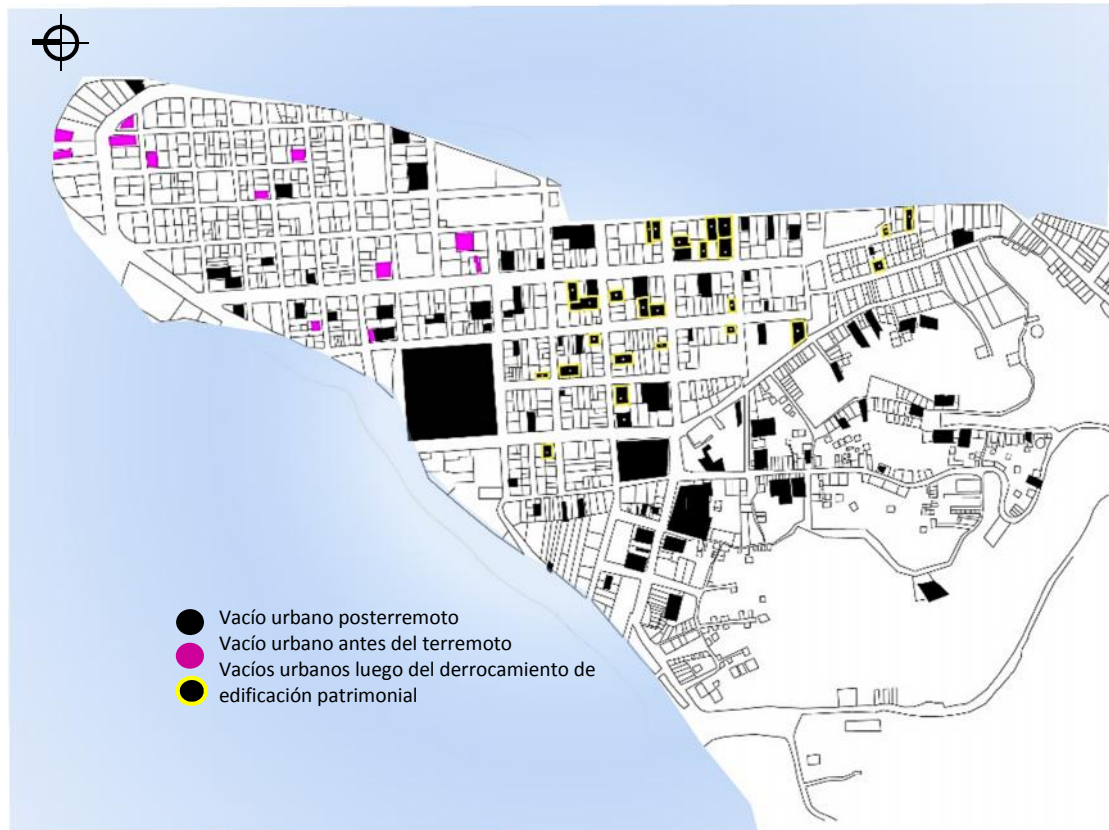 Vacío urbano posterremoto
Vacío urbano antes del terremoto
Vacíos urbanos luego del derrocamiento de
edificación patrimonial